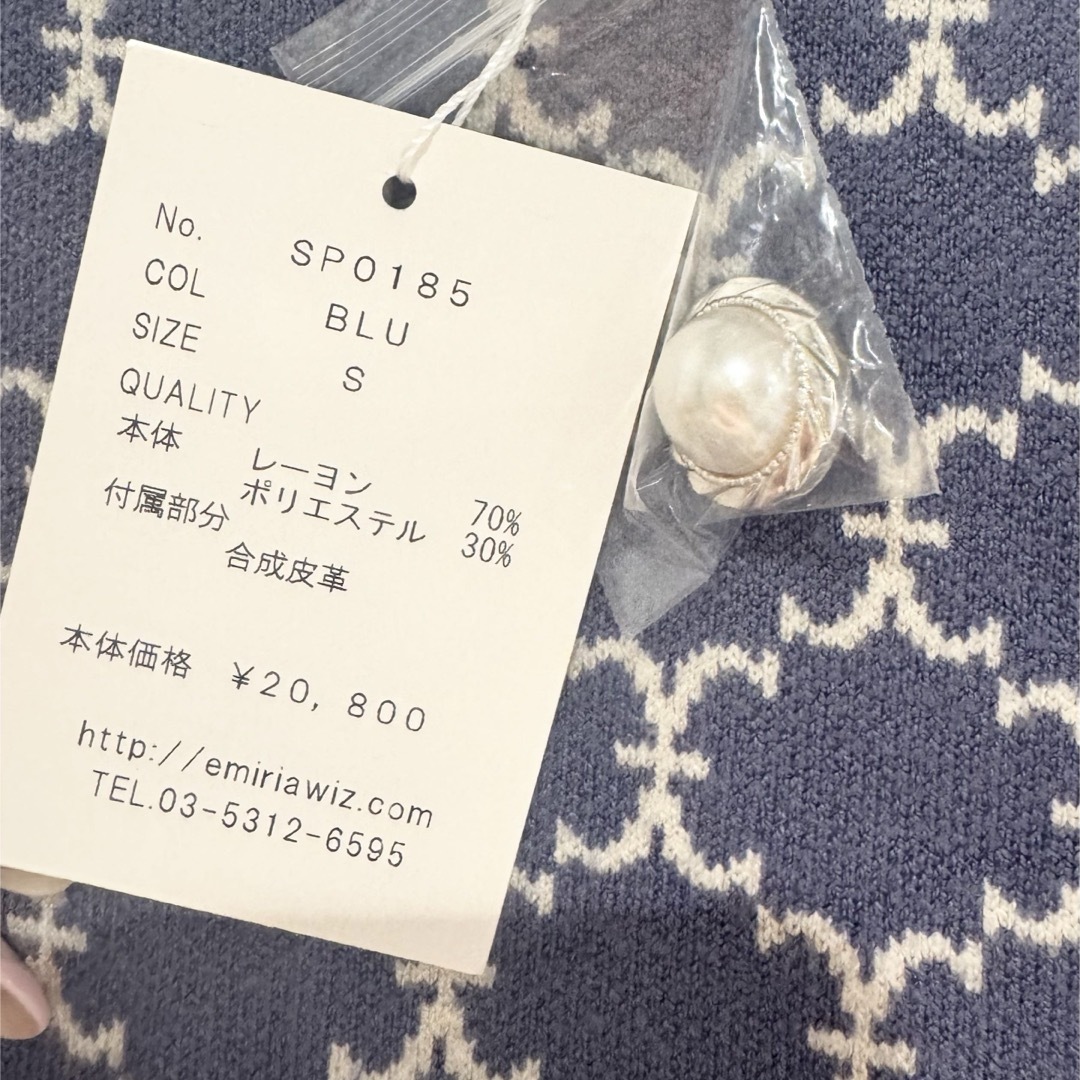 No. SP0185
COL BLU
SIZE S
QUALITY
本体 レーヨン 70%
ポリエステル 30%
付属部分
合成皮革
本体価格 ¥20,800
http://emiriawiz.com
TEL.03-5312-6595